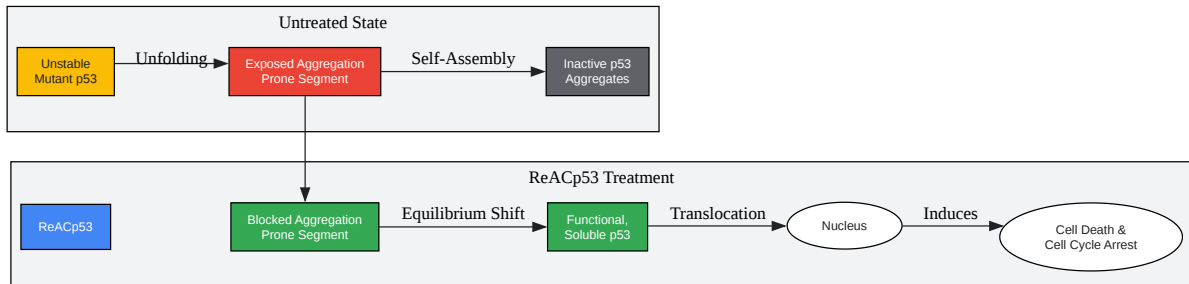 Untreated State
Unstable
Mutant p53
Unfolding
Exposed Aggregation
Prone Segment
Self-Assembly
Inactive p53
Aggregates
ReACp53 Treatment
ReACp53
Blocked Aggregation
Prone Segment
Equilibrium Shift
Functional,
Soluble p53
Translocation
Nucleus
Induces
Cell Death &
Cell Cycle Arrest